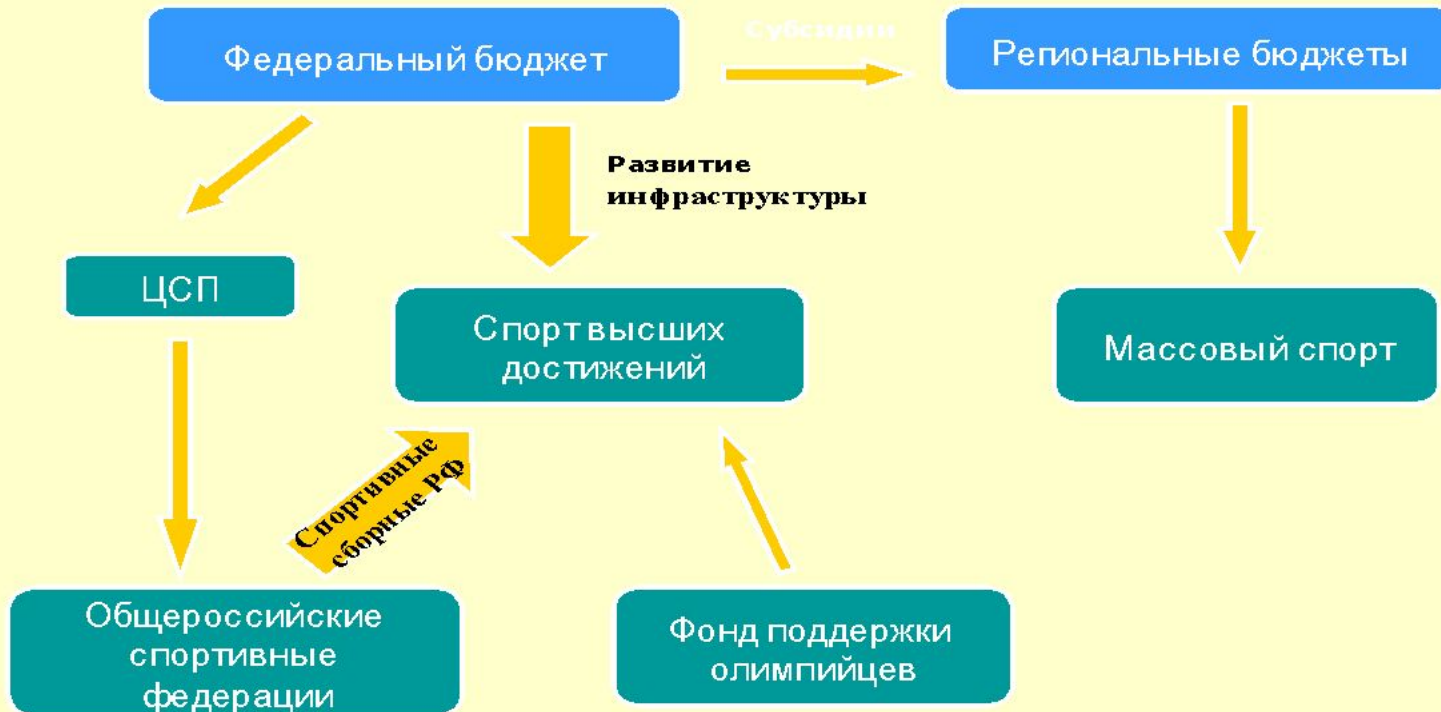 Федеральный бюджет
Субсидии
Региональные бюджеты
Развитие
инфраструктуры
ЦСП
Спорт высших
достижений
Массовый спорт
Спортивные
сборные РФ
Общероссийские
спортивные
федерации
Фонд поддержки
олимпийцев